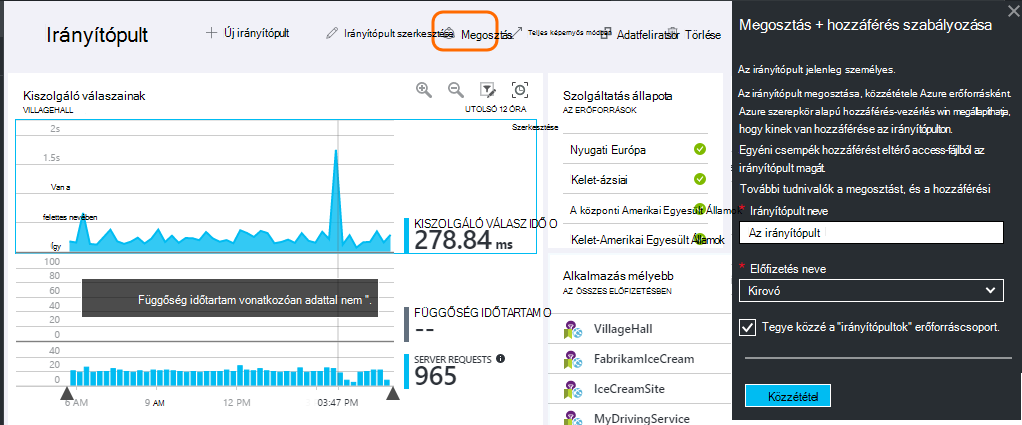 Irányítópult
Új irányítópult
Irányítópult szerkesztése
Megosztás
Teljes képernyős módba
Adatfeliratsor
Törlése
Kiszolgáló válaszainak
VILLAGEHALL
UTOLSÓ 12 ÓRA
Szerkesztése
2s
1.5s
Van a
felettes nevében
Így
KISZOLGÁLÓ VÁLASZ IDŐ O
278.84 ms
100
80
60
40
20
0
Függőség időtartam vonatkozóan adattal nem ".
FÜGGŐSÉG IDŐTARTAM O
--
40
20
0
SERVER REQUESTS
965
6 AM
9 AM
12 PM
03:47 PM
Szolgáltatás állapota
AZ ERŐFORRÁSOK
Nyugati Európa
Kelet-ázsiai
A központi Amerikai Egyesült Államok
Kelet-Amerikai Egyesült Államok
Alkalmazás mélyebb
AZ ÖSSZES ELŐFIZETÉSBEN
VillageHall
FabrikamIceCream
IceCreamSite
MyDrivingService
Megosztás + hozzáférés szabályozása
Az irányítópult jelenleg személyes.
Az irányítópult megosztása, közzététele Azure erőforrásként.
Azure szerepkör alapú hozzáférés-vezérlés win megállapíthatja,
hogy kinek van hozzáférése az irányítópulton.
Egyéni csempék hozzáférést eltérő access-fájlból az
irányítópult magát.
További tudnivalók a megosztást, és a hozzáférési
* Irányítópult neve
Az irányítópult
* Előfizetés neve
Kirovó
Tegye közzé a "irányítópultok" erőforráscsoport.
Közzététel